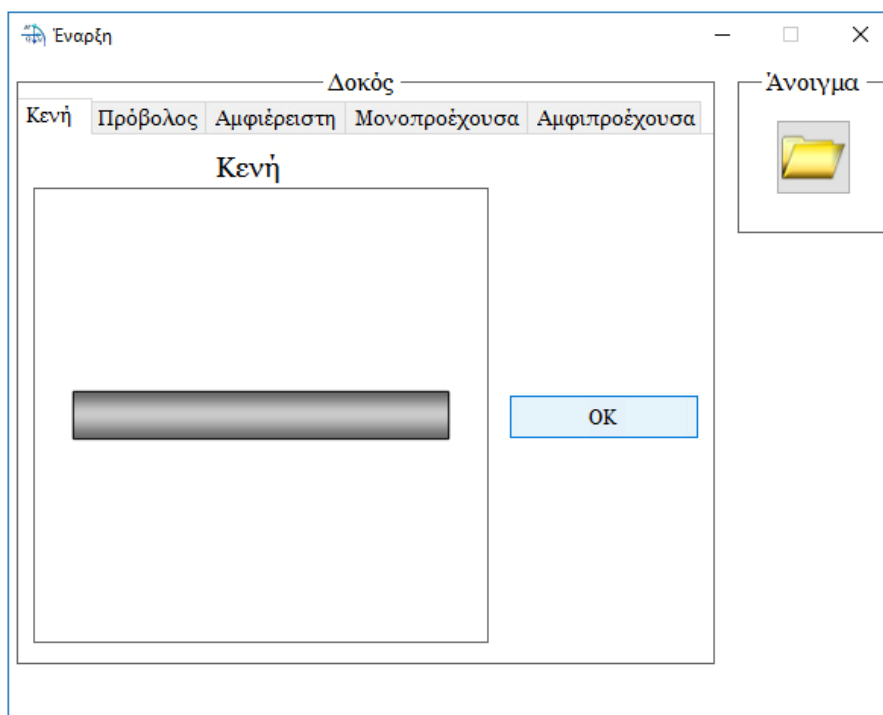 Έναρξη
Δοκός
Άνοιγμα
Κενή Πρόβολος Αμφιέρειστη Μονοπροέχουσα Αμφιπροέχουσα
Κενή
OK